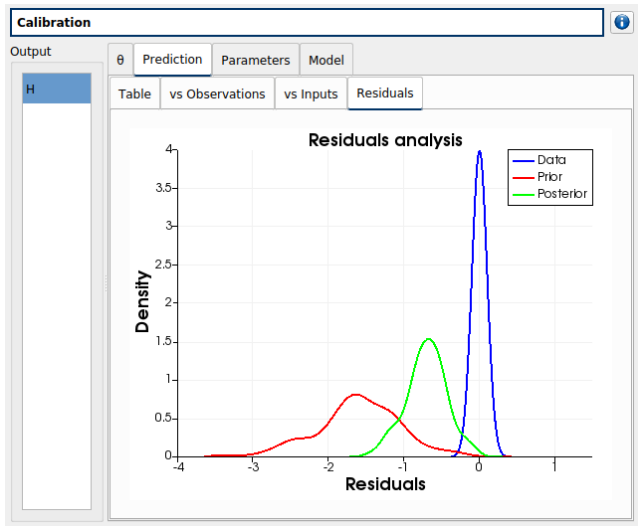 Calibration
Output
H
θ Prediction Parameters Model
Table vs Observations vs Inputs Residuals
Residuals analysis
Data
Prior
Posterior
Density
4
3.5
3
2.5
2
1.5
1
0.5
0
-4 -3 -2 -1 0 1
Residuals